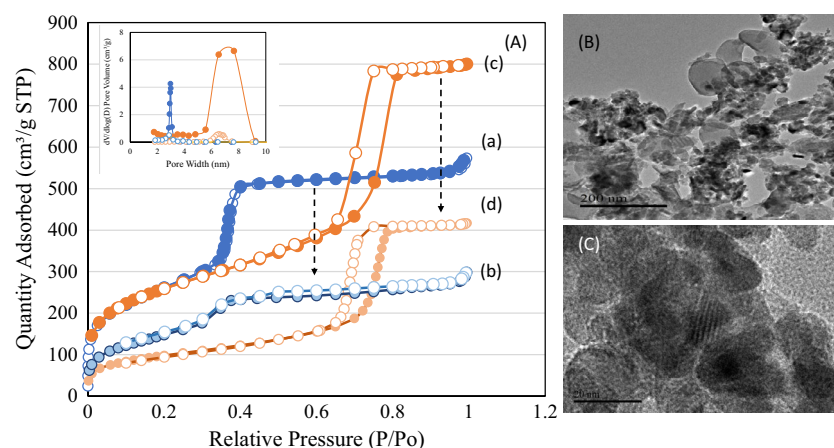 (A)
900
800
700
600
500
400
300
200
100
0
Quantity Adsorbed (cm³/g STP)
0
0.2
0.4
0.6
0.8
1
1.2
Relative Pressure (P/Po)
(c)
(a)
(d)
(b)
8
6
4
2
0
dV/dlog(D) Pore Volume (cm³/g)
0 2 4 6 8 10
Pore Width (nm)
(B)
200 nm
(C)
20 nm